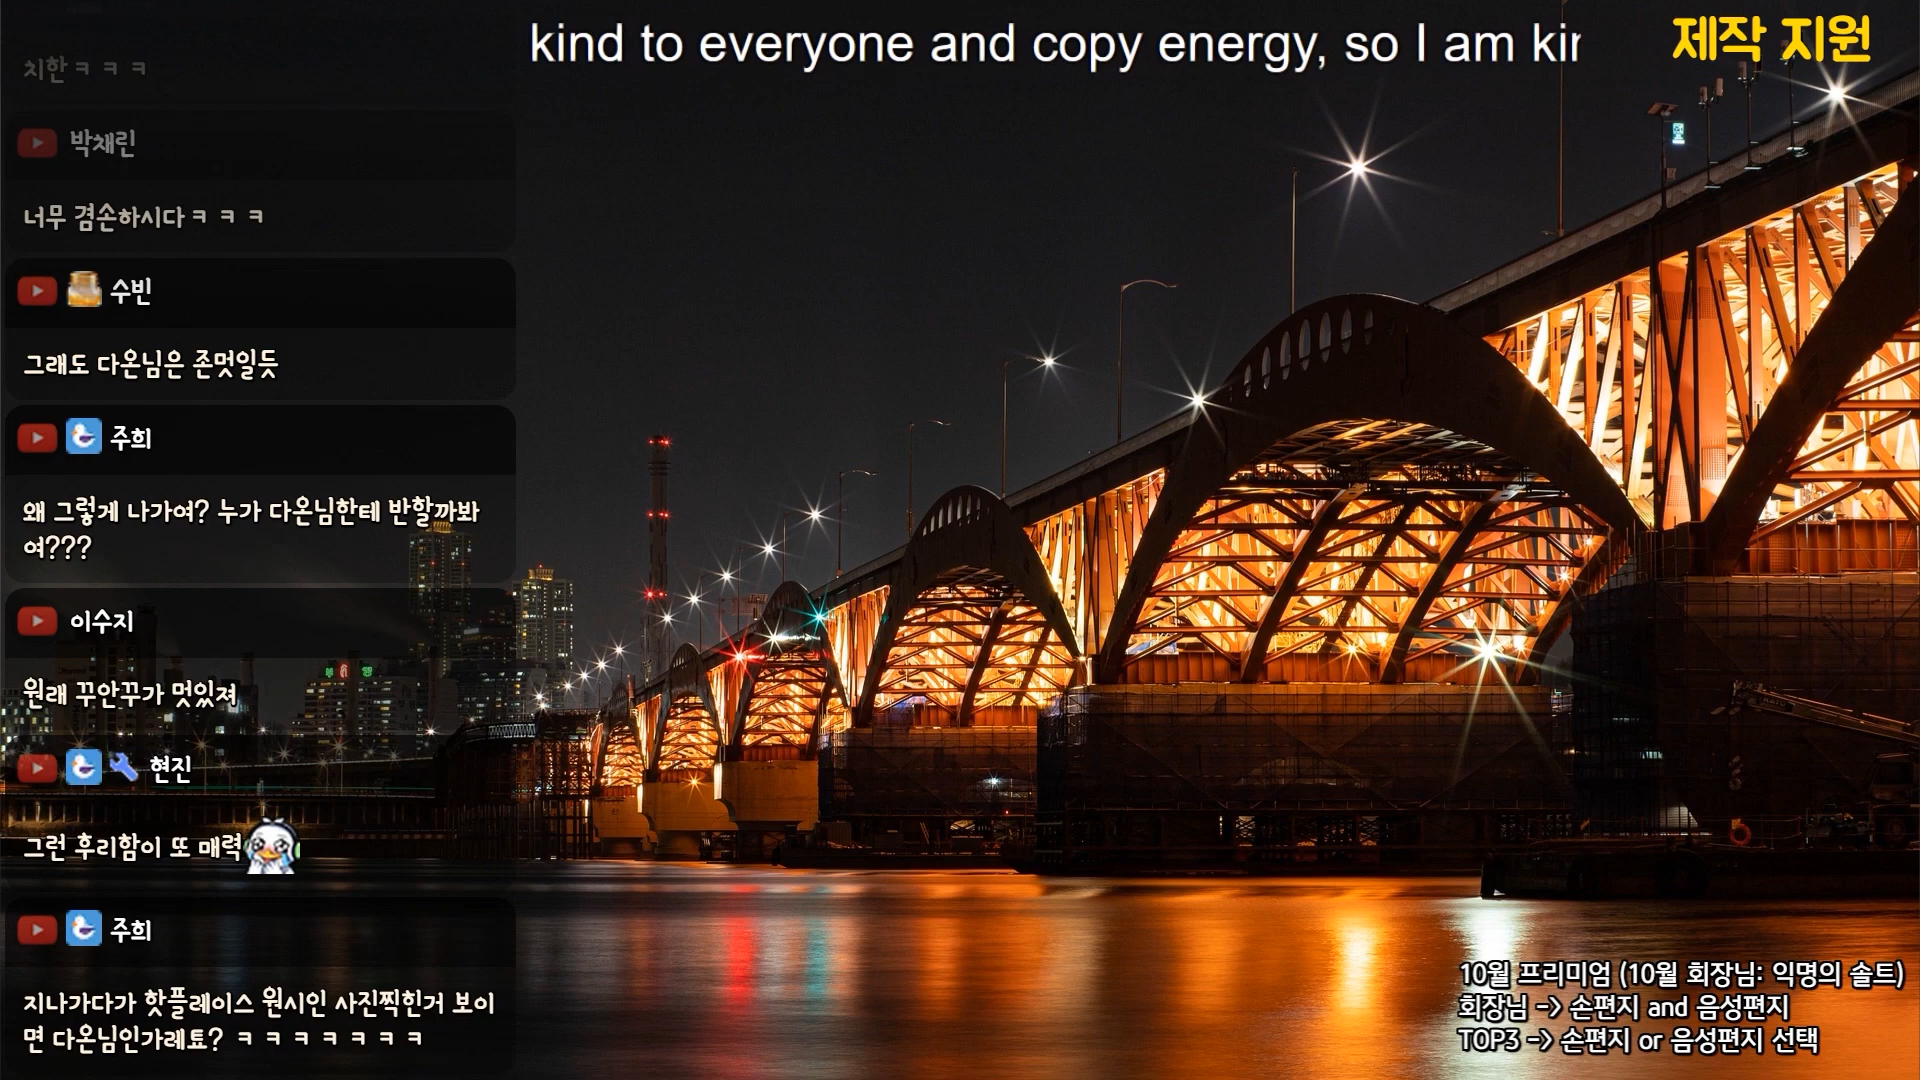 kind to everyone and copy energy, so I am kir
제작 지원
치한ㅋㅋㅋ
박채린
너무 겸손하시다ㅋㅋㅋ
수빈
그래도 다온님은 존멋일듯
주희
왜 그렇게 나가여? 누가 다온님한테 반할까봐
여???
이수지
원래 꾸안꾸가 멋있져
현진
그런 후리함이 또 매력
주희
지나가다가 핫플레이스 원시인 사진찍힌거 보이
면 다온님인가레툐? ㅋㅋㅋㅋㅋㅋㅋ
10월 프리미엄 (10월 회장님: 익명의 솔트)
회장님 -> 손편지 and 음성편지
TOP3 -> 손편지 or 음성편지 선택